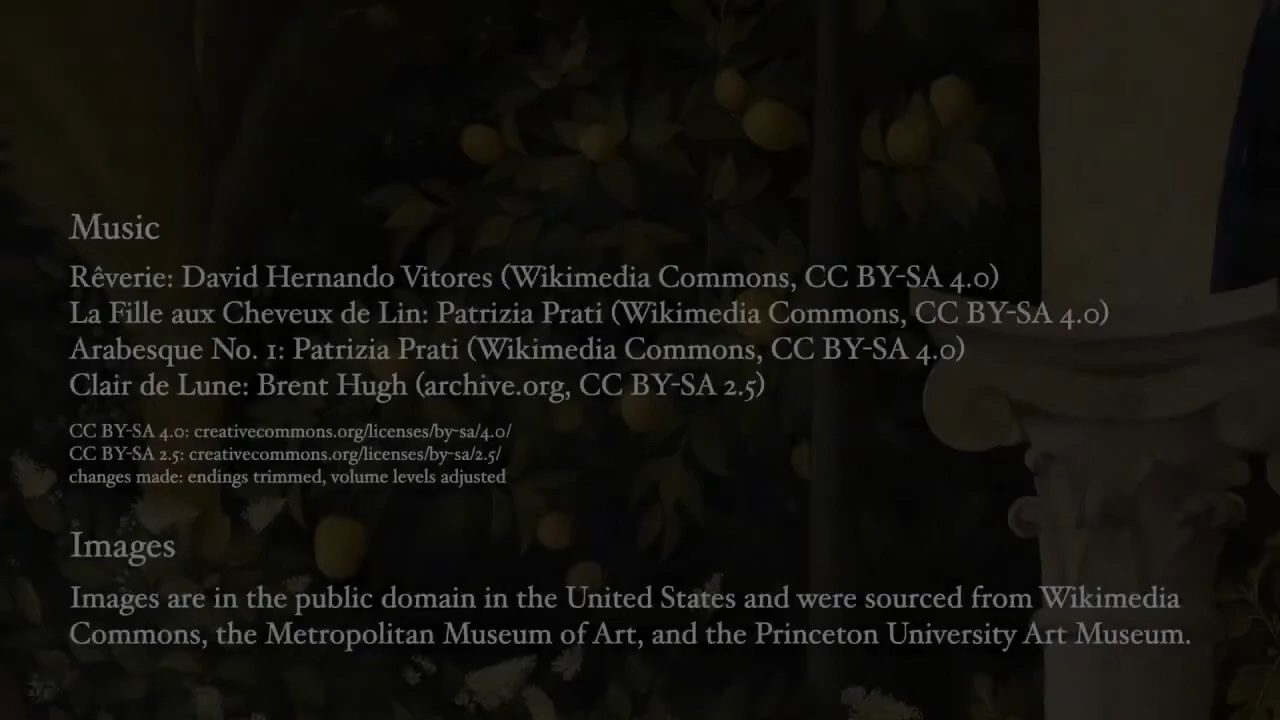 Music
Rêverie: David Hernando Vitores (Wikimedia Commons, CC BY-SA 4.0)
La Fille aux Cheveux de Lin: Patrizia Prati (Wikimedia Commons, CC BY-SA 4.0)
Arabesque No. 1: Patrizia Prati (Wikimedia Commons, CC BY-SA 4.0)
Clair de Lune: Brent Hugh (archive.org, CC BY-SA 2.5)
CC BY-SA 4.0: creativecommons.org/licenses/by-sa/4.0/
CC BY-SA 2.5: creativecommons.org/licenses/by-sa/2.5/
changes made: endings trimmed, volume levels adjusted
Images
Images are in the public domain in the United States and were sourced from Wikimedia
Commons, the Metropolitan Museum of Art, and the Princeton University Art Museum.